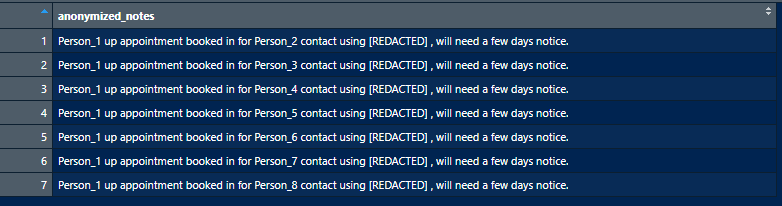 anonymized_notes
1 Person_1 up appointment booked in for Person_2 contact using [REDACTED] , will need a few days notice.
2 Person_1 up appointment booked in for Person_3 contact using [REDACTED] , will need a few days notice.
3 Person_1 up appointment booked in for Person_4 contact using [REDACTED] , will need a few days notice.
4 Person_1 up appointment booked in for Person_5 contact using [REDACTED] , will need a few days notice.
5 Person_1 up appointment booked in for Person_6 contact using [REDACTED] , will need a few days notice.
6 Person_1 up appointment booked in for Person_7 contact using [REDACTED] , will need a few days notice.
7 Person_1 up appointment booked in for Person_8 contact using [REDACTED] , will need a few days notice.